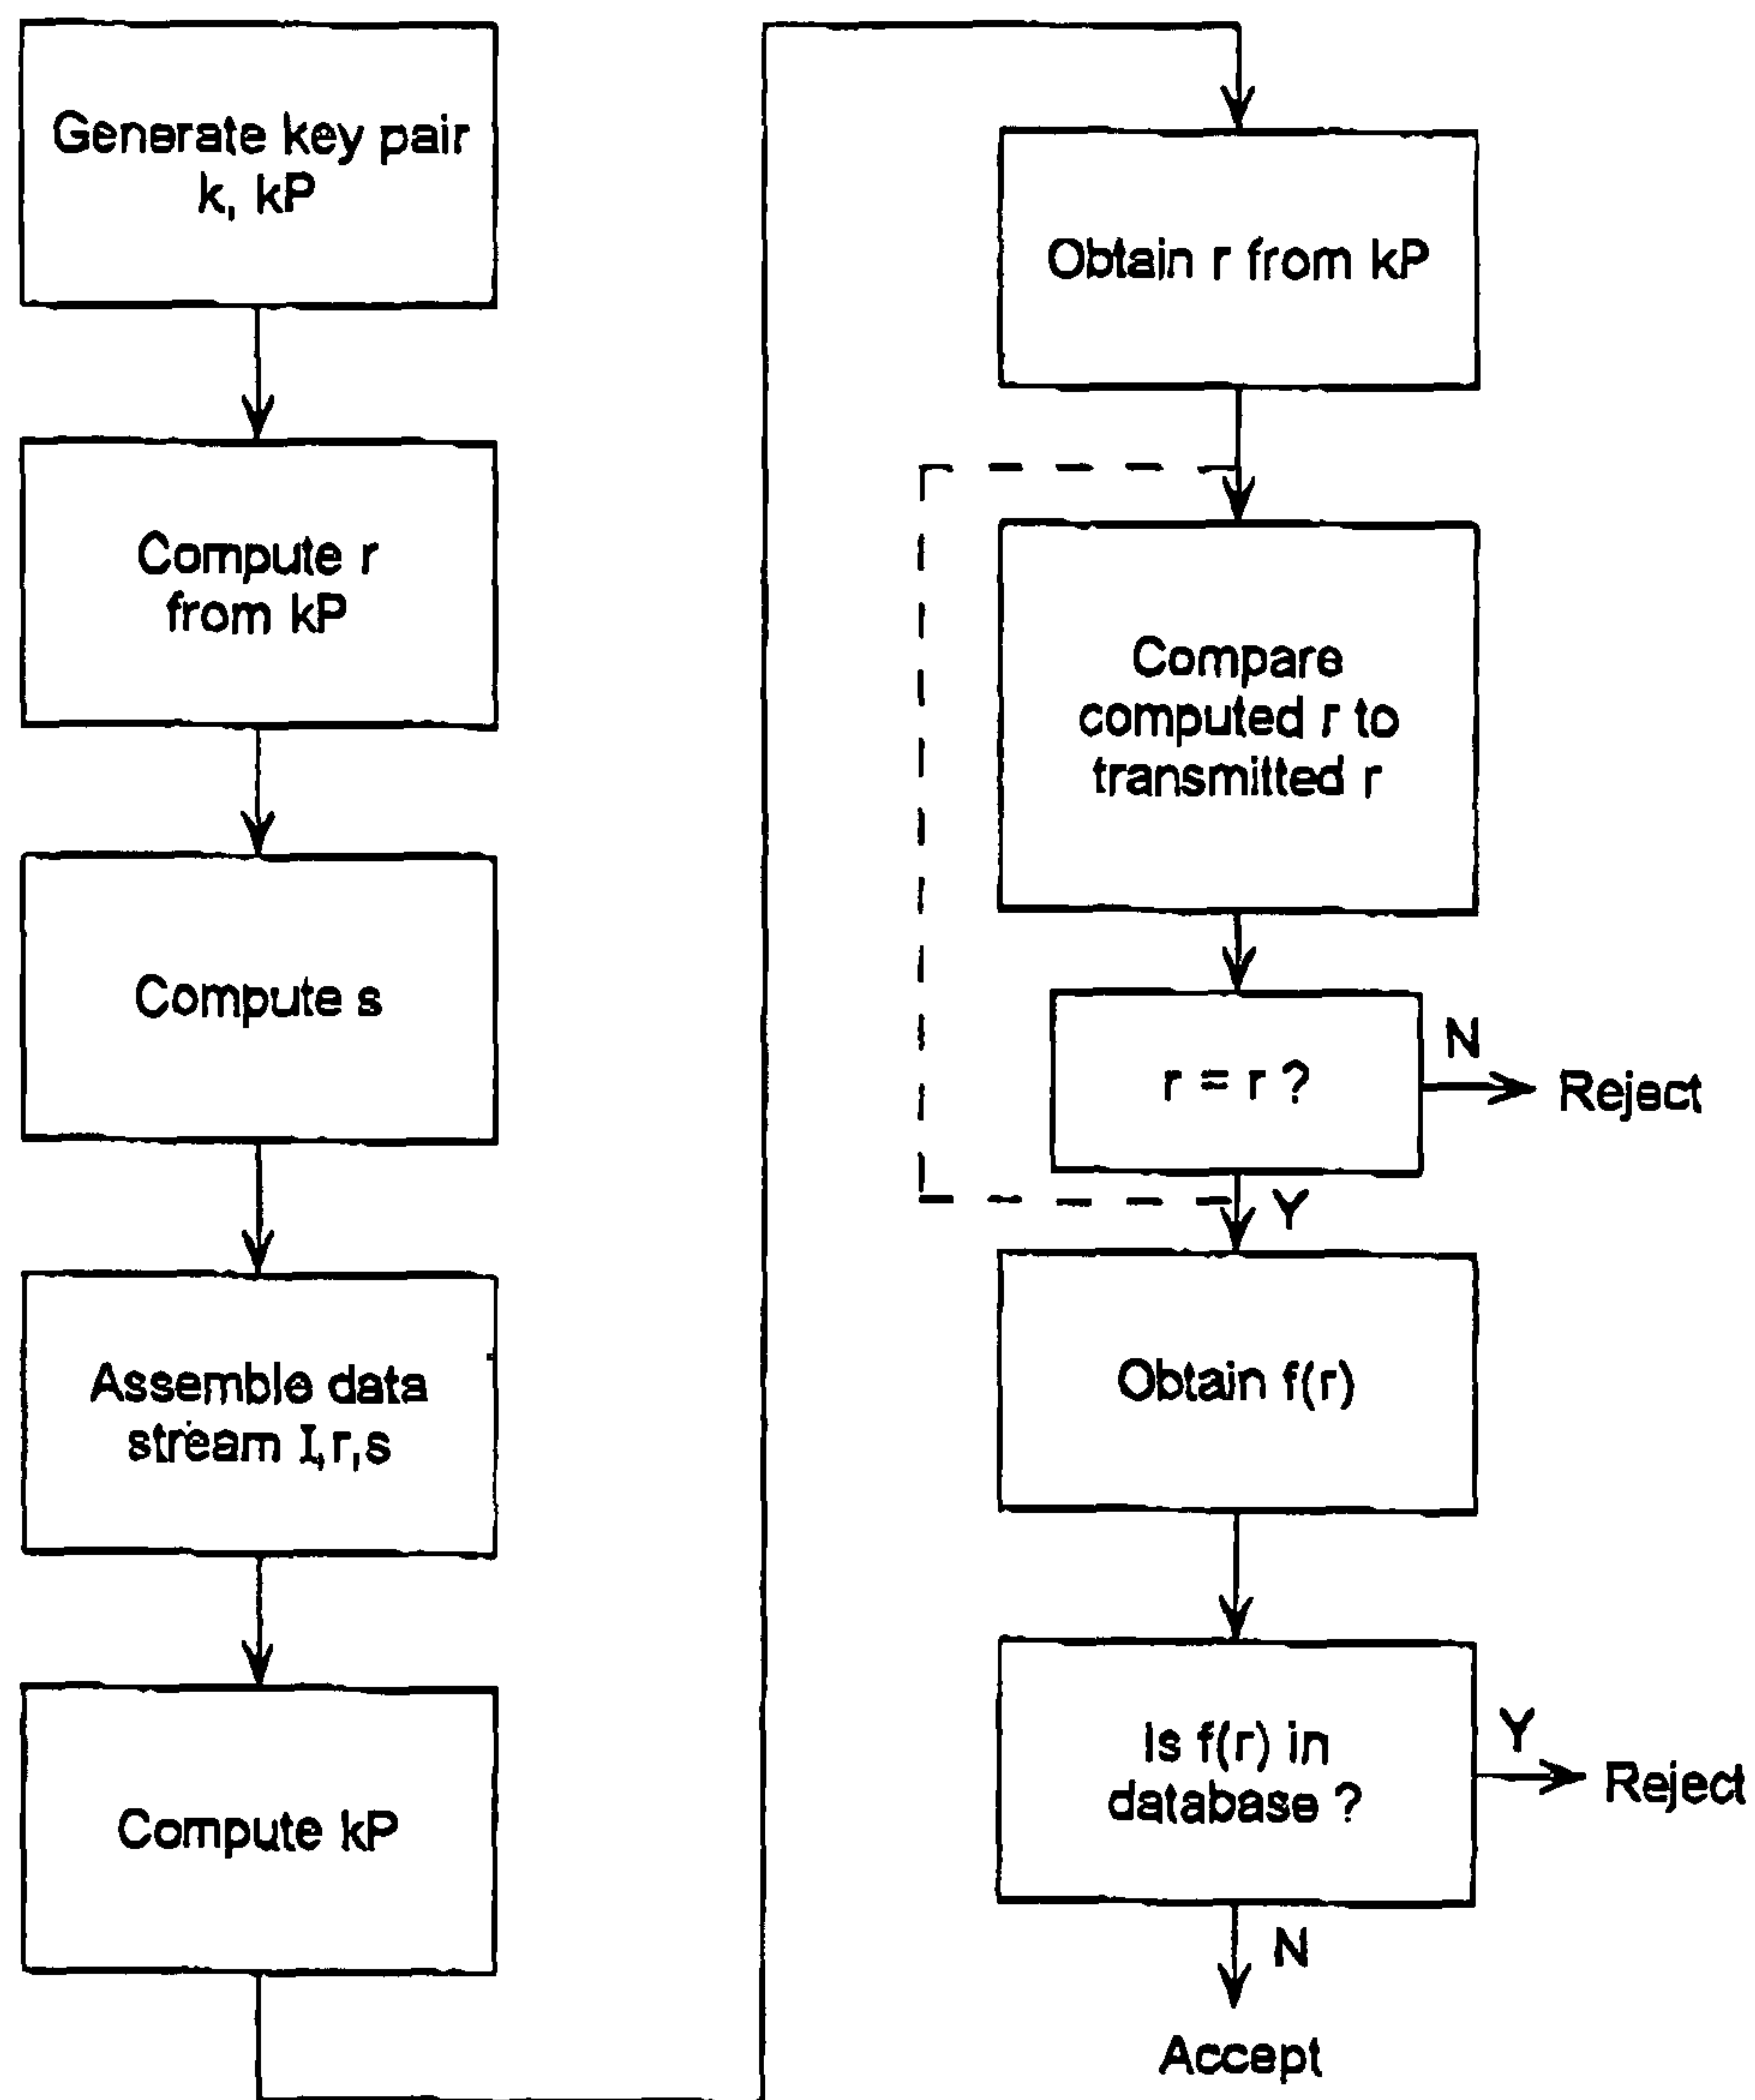 Generate key pair
k, kP
Compute r
from kP
Compute s
Assemble data
stream I,r,s
Compute kP
Obtain r from kP
Compare
computed r to
transmitted r
r = r ?
N
Reject
Y
Obtain f(r)
Is f(r) in
database ?
Y
Reject
N
Accept